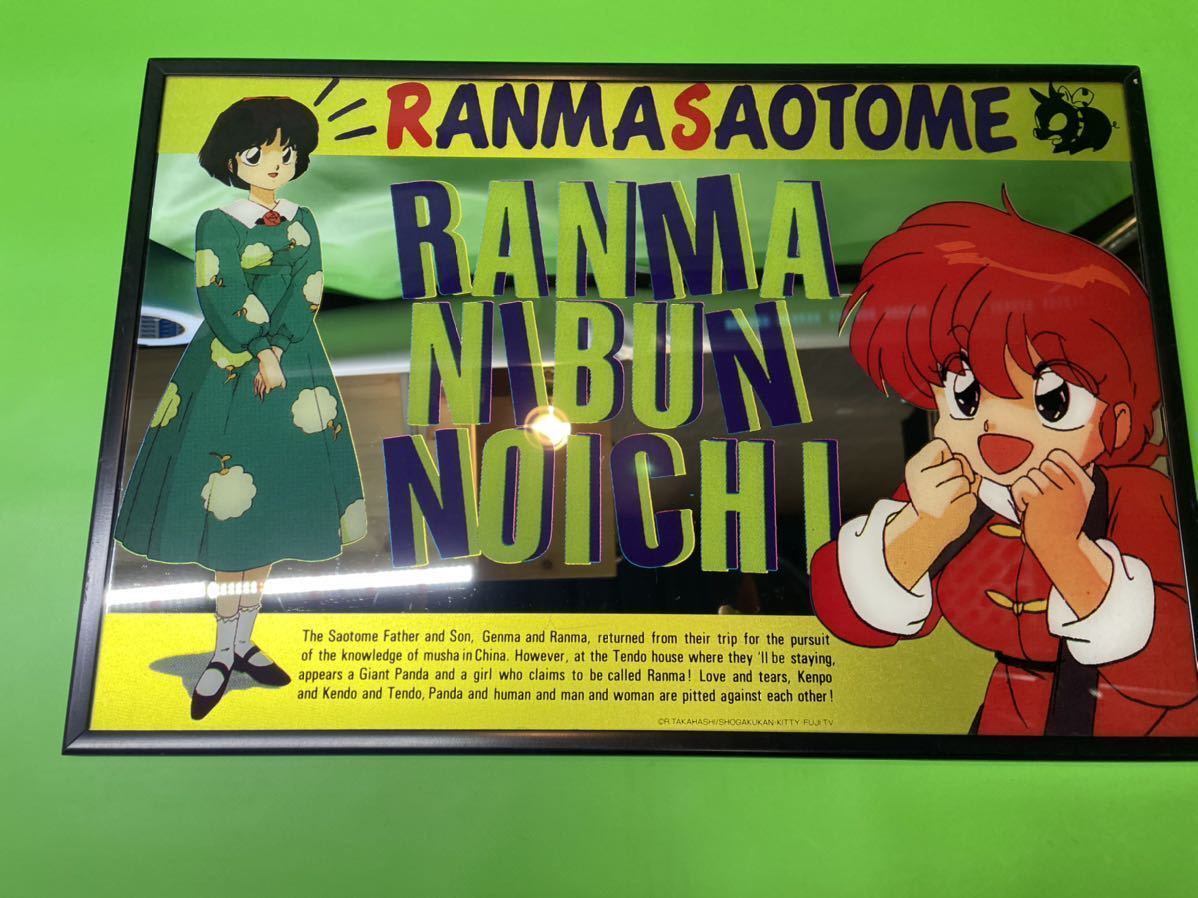 RANMA SAOTOME
RANMA
NIBUN
NOICHI
The Saotome Father and Son, Genma and Ranma, returned from their trip for the pursuit
of the knowledge of musha in China. However, at the Tendo house where they 'll be staying,
appears a Giant Panda and a girl who claims to be called Ranma! Love and tears, Kenpo
and Kendo and Tendo, Panda and human and man and woman are pitted against each other!
©R.TAKAHASHI/SHOGAKUKAN·KITTY·FUJI TV